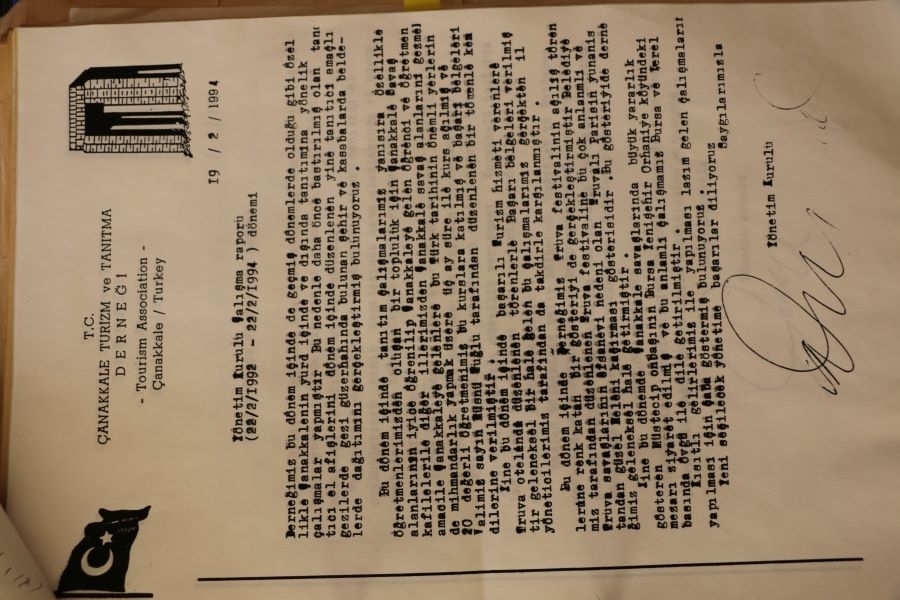 T.C.
ÇANAKKALE TURİZM ve TANITMA
DERNEĞİ
- Tourism Association -
Çanakkale / Turkey
19 / 2 / 1994
Yönetim Kurulu Çalışma raporu
(22/2/1992 - 22/2/1994 ) dönemi
Derneğimiz bu dönem içinde de geçmiş dönemlerde olduğu gibi özel
likle Çanakkalenin yurd içinde ve dışında tanıtımına yönelik
çalışmalar yapmıştır Bu nedenle daha önce bastırılmış olan tanı
tıcı el afişlerini dönem içinde düzenlenen yine tanıtıcı amaçlı
gezilerde gezi güzerhahında bulunan şehir ve kasabalarda belde-
lerde dağıtımını gerçekleştirmiş bulunuyoruz .
Bu dönem içinde tanıtım çalışmalarımız yanısıra özellikle
öğretmenlerimizden oluşan bir topluluk için Çanakkale Savaş
alanlarının iyice öğrenilip Çanakkaleye gelen öğrenci ve öğretmen
kafilelerile diğer illerimizden Çanakkale savaş alanlarını gezmek
amacile Çanakkaleye gelenlere bu Türk tarihinin önemli yerlerin
de mihmandarlık yapmak üzere üç ay süre ile kurs açılmış ve
20 değerli öğretmenimiz bu kurslara katılmış ve başarı belgeleri
Valimiz sayın Hüsnü Tuğlu tarafından düzenlenen bir törenle ken
dilerine verilmiştir .
Yine bu dönem içinde başarılı Turizm hizmeti verenlere
Truva otelinde düzenlenen törenlerle Başarı belgeleri verilmiş
tir geleneksel bir hale gelen bu çalışmalarımız gerçekten il
yöneticilerimiz tarafından da takdirle karşılanmıştır .
Bu dönem içinde Derneğimiz Truva festivalinin açılış tören
lerine renk katan bir gösteriyi de gerçekleştirmiştir Belediye
miz tarafından düzenlenen Truva festivaline bu çok anlamlı ve
Truva savaşlarının efsanevi nedeni olan Truvalı Parisin yunanis
tandan güzel Heleni kaçırması gösterisidir .Bu gösteriyide derne
ğimiz geleneksel hale getirmiştir .
Yine bu dönemde Çanakkale savaşlarında büyük yararlık
gösteren Müstecip onbaşının Bursa Yenişehir Orhaniye köyündeki
mezarı ziyaret edilmiş ve bu anlamlı çalışmamız Bursa ve Yerel
basında övgü ile dile getirilmiştir .
Kısıtlı gelirlerimiz ile yapılması lazım gelen çalışmaların
yapılması için çaba göstermiş bulunuyoruz .
Yeni seçilecek yönetime başarılar diliyoruz
Saygılarımızla
Yönetim Kurulu